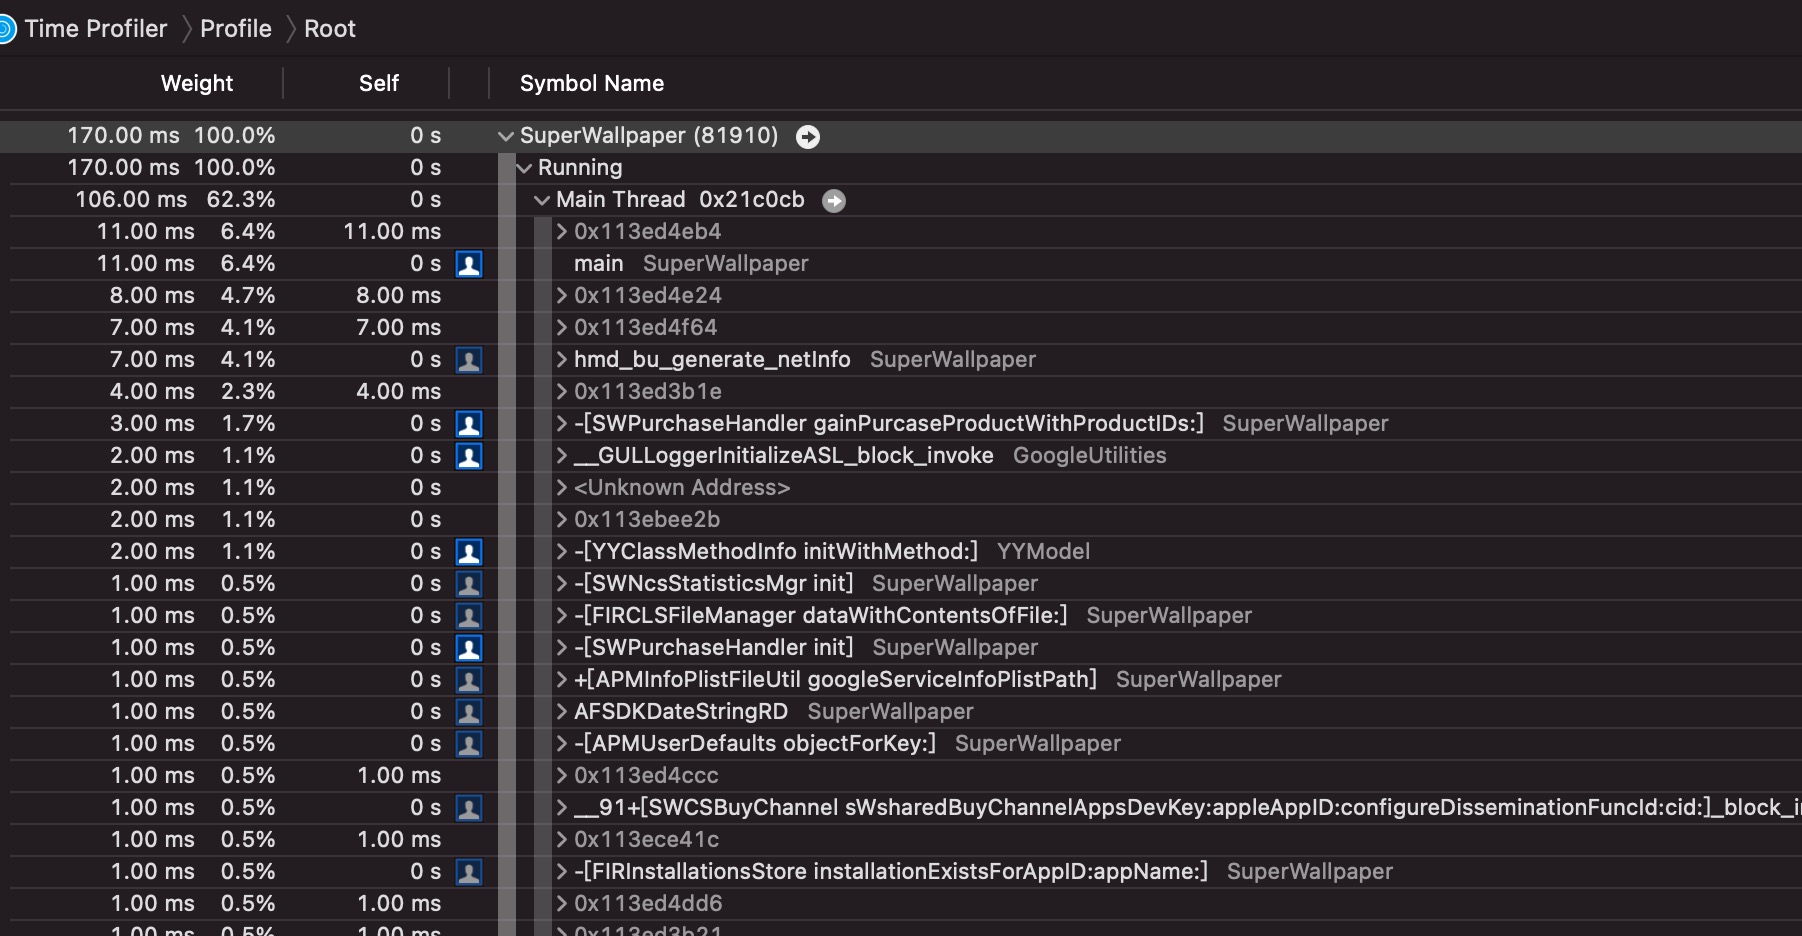 Time Profiler Profile Root
Weight Self Symbol Name
170.00 ms 100.0% 0 s SuperWallpaper (81910)
170.00 ms 100.0% 0 s Running
106.00 ms 62.3% 0 s Main Thread 0x21c0cb
11.00 ms 6.4% 11.00 ms 0x113ed4eb4
11.00 ms 6.4% 0 s main SuperWallpaper
8.00 ms 4.7% 8.00 ms 0x113ed4e24
7.00 ms 4.1% 7.00 ms 0x113ed4f64
7.00 ms 4.1% 0 s hmd_bu_generate_netInfo SuperWallpaper
4.00 ms 2.3% 4.00 ms 0x113ed3b1e
3.00 ms 1.7% 0 s -[SWPurchaseHandler gainPurcaseProductWithProductIDs:] SuperWallpaper
2.00 ms 1.1% 0 s __GULLoggerInitializeASL_block_invoke GoogleUtilities
2.00 ms 1.1% 0 s <Unknown Address>
2.00 ms 1.1% 0 s 0x113ebee2b
2.00 ms 1.1% 0 s -[YYClassMethodInfo initWithMethod:] YYModel
1.00 ms 0.5% 0 s -[SWNcsStatisticsMgr init] SuperWallpaper
1.00 ms 0.5% 0 s -[FIRCLSFileManager dataWithContentsOfFile:] SuperWallpaper
1.00 ms 0.5% 0 s -[SWPurchaseHandler init] SuperWallpaper
1.00 ms 0.5% 0 s +[APMInfoPlistFileUtil googleServiceInfoPlistPath] SuperWallpaper
1.00 ms 0.5% 0 s AFSDKDateStringRD SuperWallpaper
1.00 ms 0.5% 0 s -[APMUserDefaults objectForKey:] SuperWallpaper
1.00 ms 0.5% 1.00 ms 0x113ed4ccc
1.00 ms 0.5% 0 s __91+[SWCSBuyChannel sWsharedBuyChannelAppsDevKey:appleAppID:configureDisseminationFuncId:cid:]_block_i
1.00 ms 0.5% 1.00 ms 0x113ece41c
1.00 ms 0.5% 0 s -[FIRInstallationsStore installationExistsForAppID:appName:] SuperWallpaper
1.00 ms 0.5% 1.00 ms 0x113ed4dd6
1.00 ms 0.5% 1.00 ms 0x113ed3b21